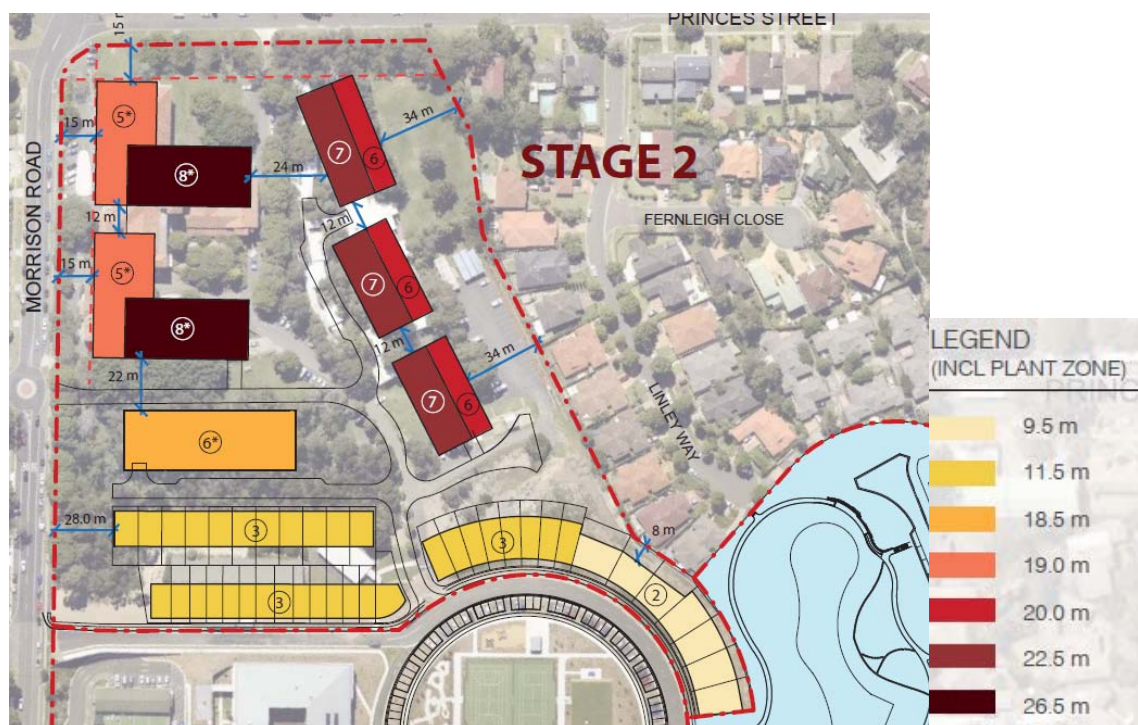 PRINCES STREET
15 m
5*
15 m
8*
24 m
7
6
34 m
STAGE 2
MORRISON ROAD
12 m
12 m
FERNLEIGH CLOSE
15 m
5*
7
6
8*
12 m
34 m
22 m
7
6
LINLEY WAY
6*
28.0 m
3
3
8 m
2
3
LEGEND
(INCL PLANT ZONE)
9.5 m
11.5 m
18.5 m
19.0 m
20.0 m
22.5 m
26.5 m